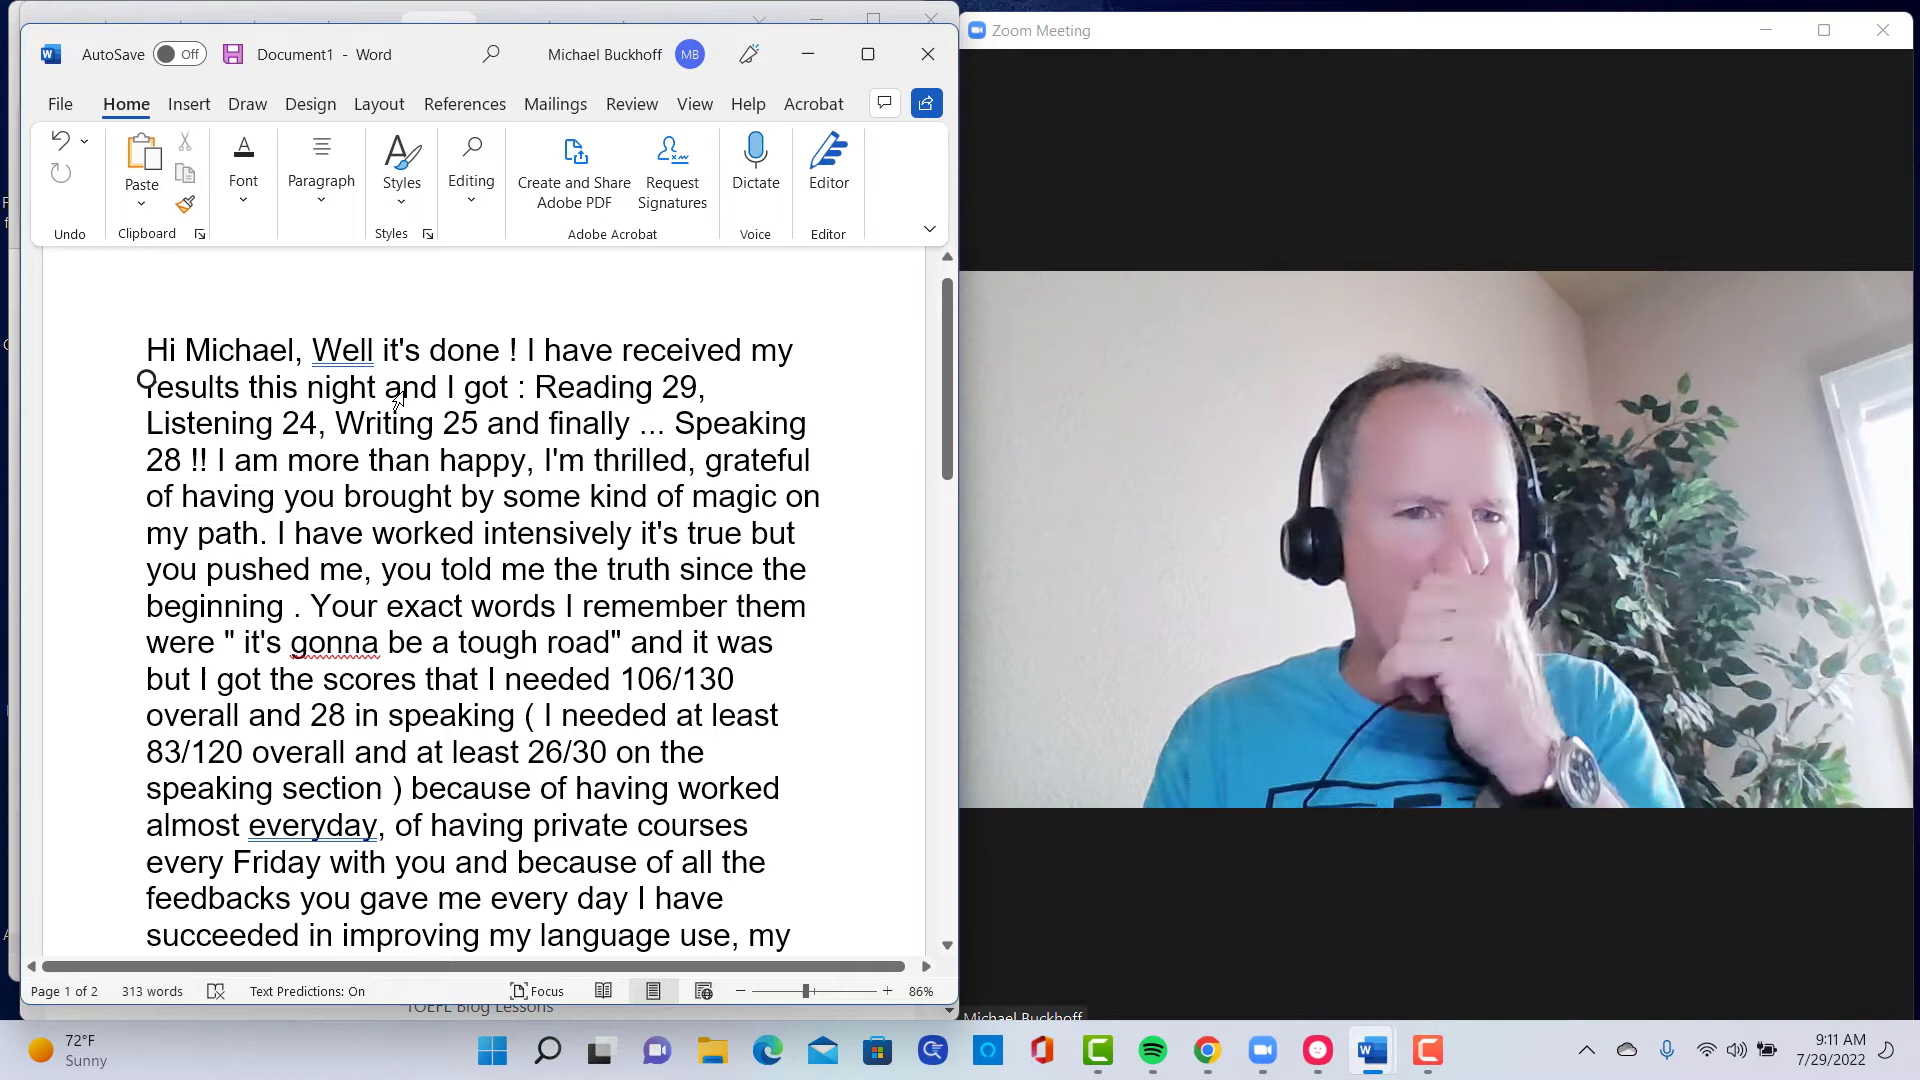 AutoSave Off Document1 - Word Michael Buckhoff MB
Zoom Meeting
File Home Insert Draw Design Layout References Mailings Review View Help Acrobat
Paste Font Paragraph Styles Editing Create and Share Adobe PDF Request Signatures Dictate Editor
Undo Clipboard Styles Adobe Acrobat Voice Editor
Hi Michael, Well it's done ! I have received my
results this night and I got : Reading 29,
Listening 24, Writing 25 and finally ... Speaking
28 !! I am more than happy, I'm thrilled, grateful
of having you brought by some kind of magic on
my path. I have worked intensively it's true but
you pushed me, you told me the truth since the
beginning . Your exact words I remember them
were " it's gonna be a tough road" and it was
but I got the scores that I needed 106/130
overall and 28 in speaking ( I needed at least
83/120 overall and at least 26/30 on the
speaking section ) because of having worked
almost everyday, of having private courses
every Friday with you and because of all the
feedbacks you gave me every day I have
succeeded in improving my language use, my
Page 1 of 2 313 words Text Predictions: On Focus 86%
TOEFL Blog Lessons
Michael Buckhoff
72°F
Sunny
9:11 AM
7/29/2022